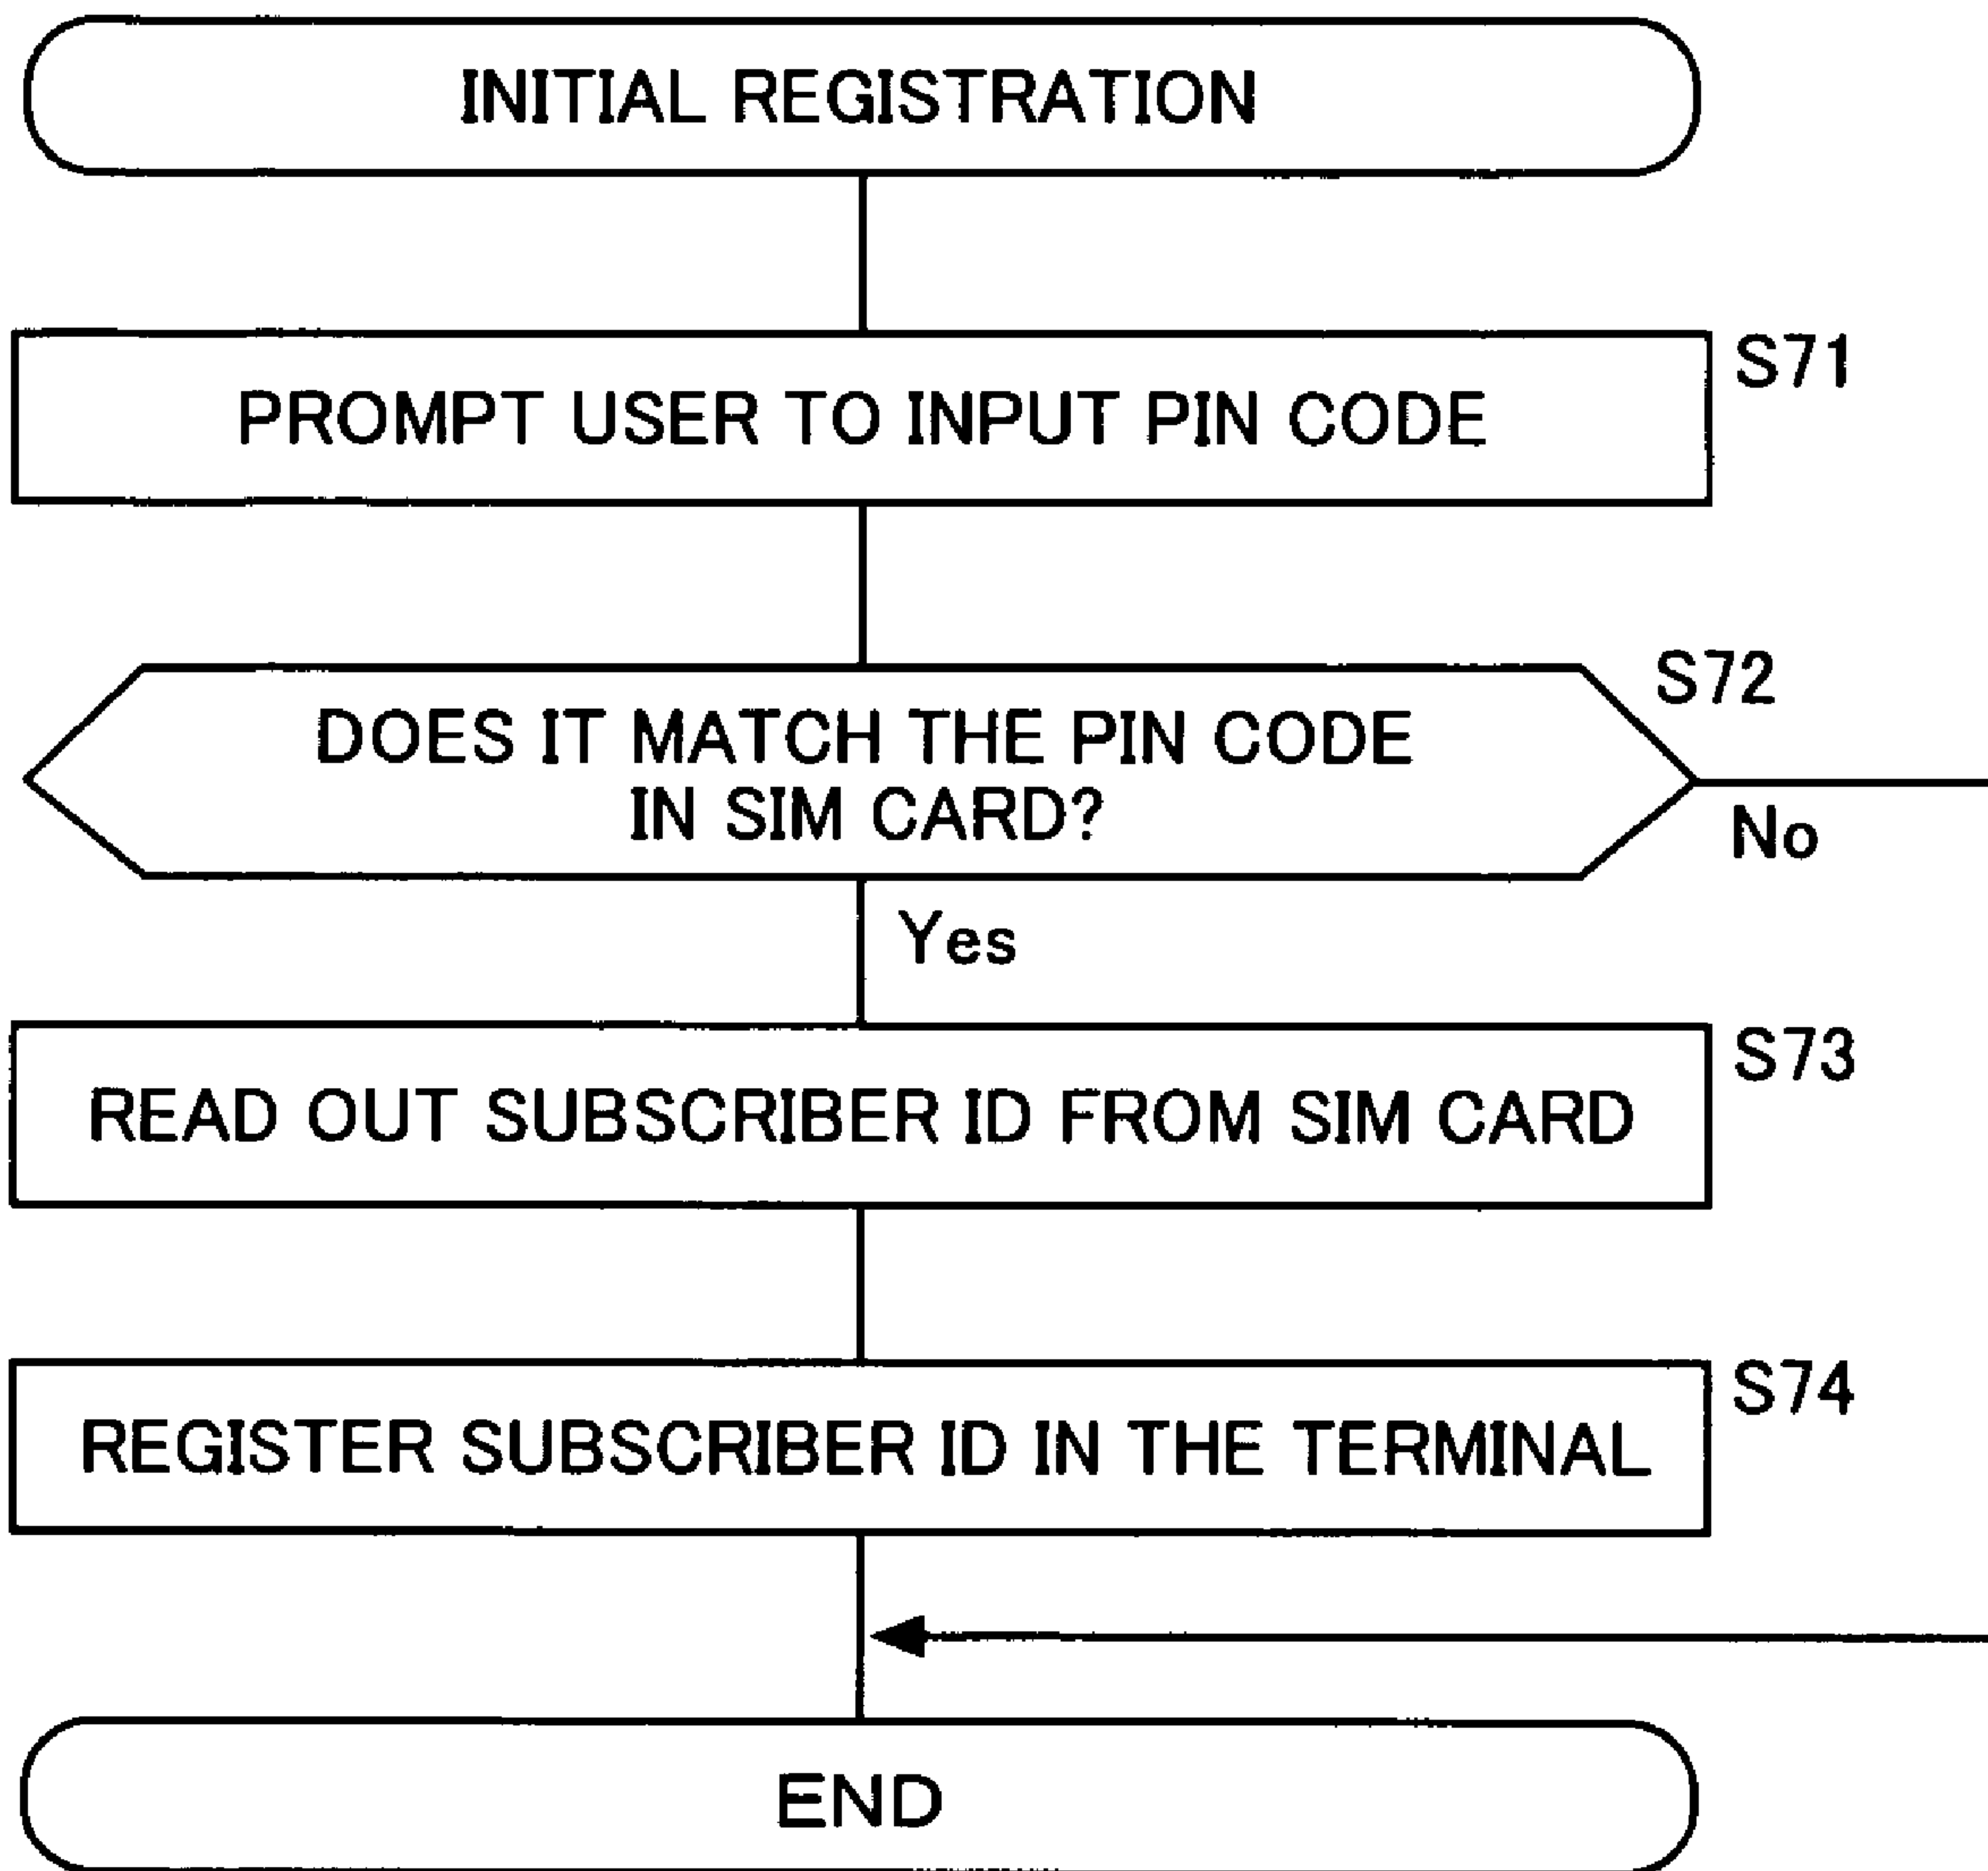 INITIAL REGISTRATION
S71
PROMPT USER TO INPUT PIN CODE
S72
DOES IT MATCH THE PIN CODE
IN SIM CARD?
No
Yes
S73
READ OUT SUBSCRIBER ID FROM SIM CARD
S74
REGISTER SUBSCRIBER ID IN THE TERMINAL
END